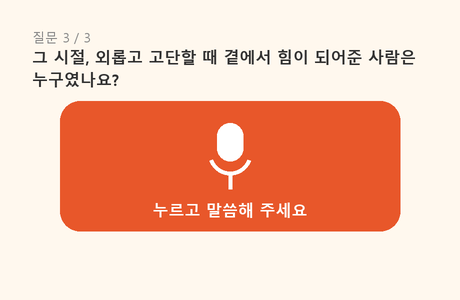 질문 3 / 3
그 시절, 외롭고 고단할 때 곁에서 힘이 되어준 사람은
누구였나요?
누르고 말씀해 주세요